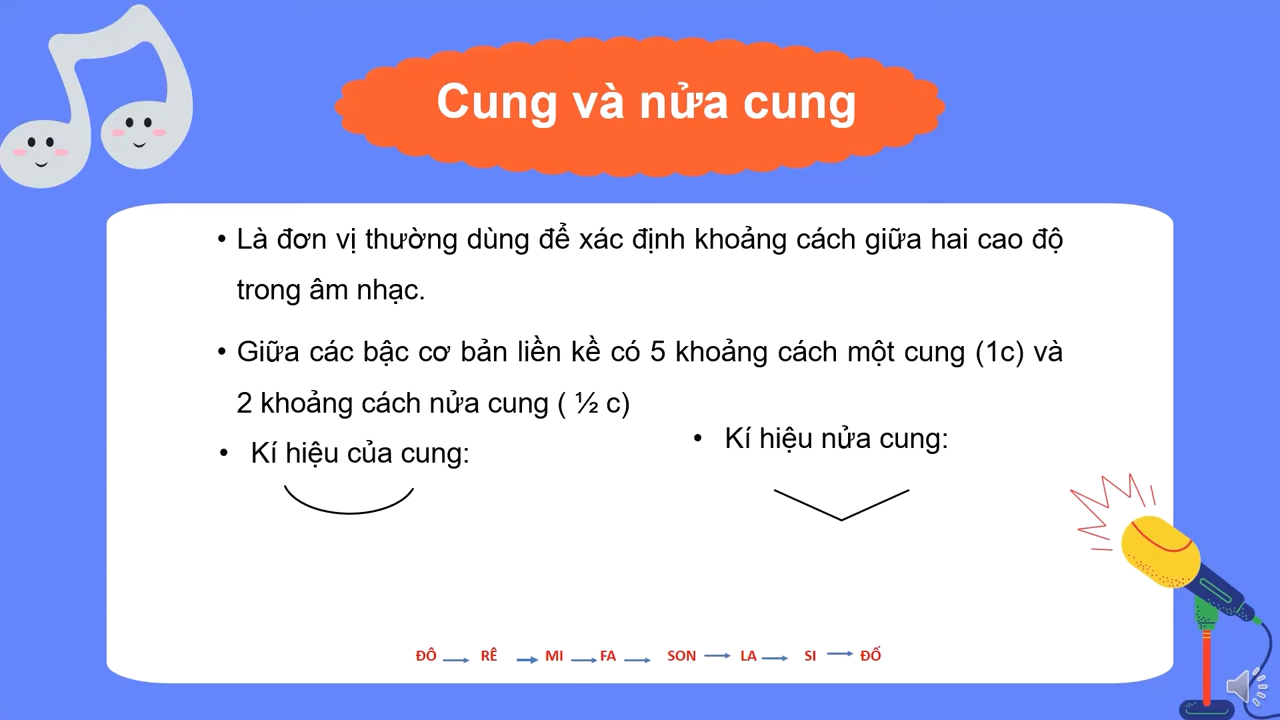 Cung và nửa cung
• Là đơn vị thường dùng để xác định khoảng cách giữa hai cao độ
trong âm nhạc.
• Giữa các bậc cơ bản liền kề có 5 khoảng cách một cung (1c) và
2 khoảng cách nửa cung ( ½ c)
• Kí hiệu của cung:
• Kí hiệu nửa cung:
ĐÔ RÊ MI FA SON LA SI ĐỐ